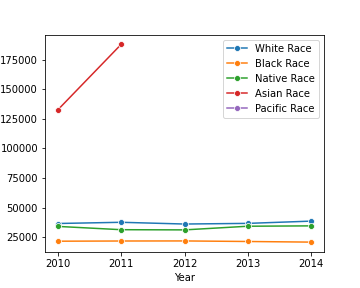 White Race
Black Race
Native Race
Asian Race
Pacific Race
175000
150000
125000
100000
75000
50000
25000
2010 2011 2012 2013 2014
Year